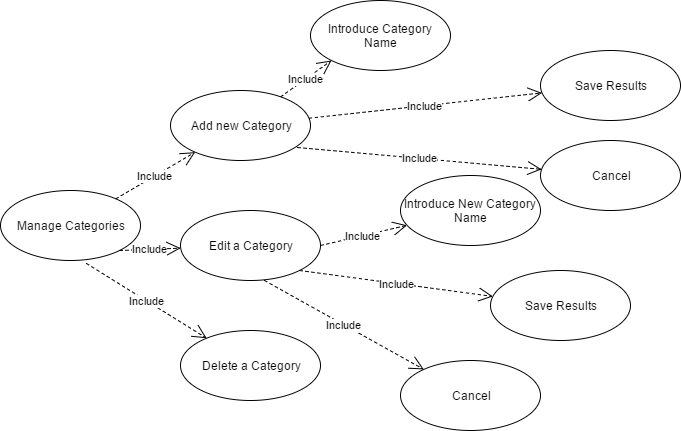 Introduce Category
Name
Include
Save Results
Include
Add new Category
Include
Cancel
Include
Introduce New Category
Name
Manage Categories
Include
Include
Edit a Category
Include
Save Results
Include
Include
Delete a Category
Cancel